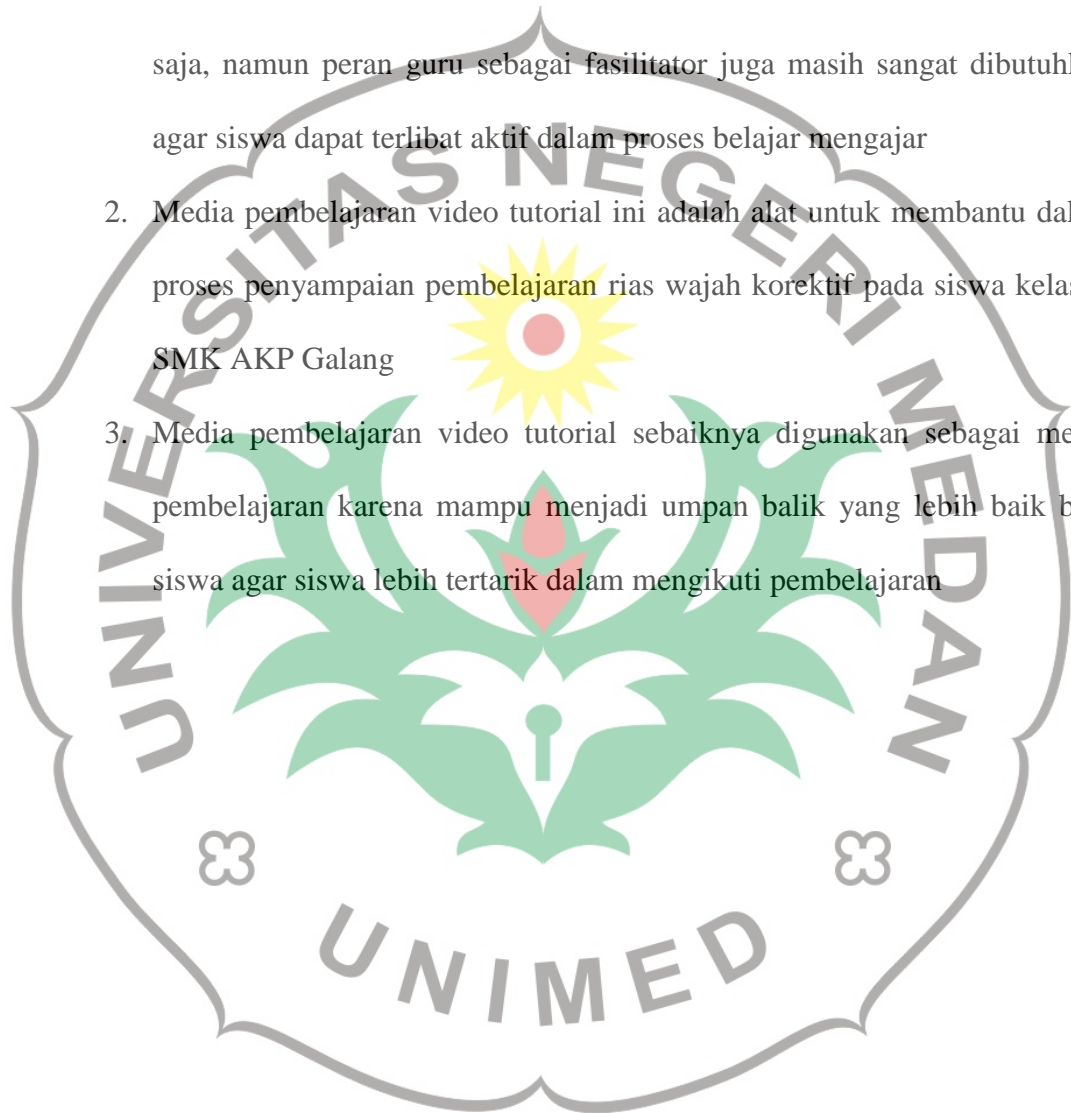 saja, namun peran guru sebagai fasilitator juga masih sangat
agar siswa dapat terlibat aktif dalam proses belajar mengajar
2. Media pembelajaran video tutorial ini adalah alat untuk membantu
proses penyampaian pembelajaran rias wajah korektif pada siswa kelas
SMK AKP Galang
3. Media pembelajaran video tutorial sebaiknya digunakan sebagai
pembelajaran karena mampu menjadi umpan balik yang lebih baik
siswa agar siswa lebih tertarik dalam mengikuti pembelajaran
UNIVERSITAS NEGERI MEDAN
UNIMED